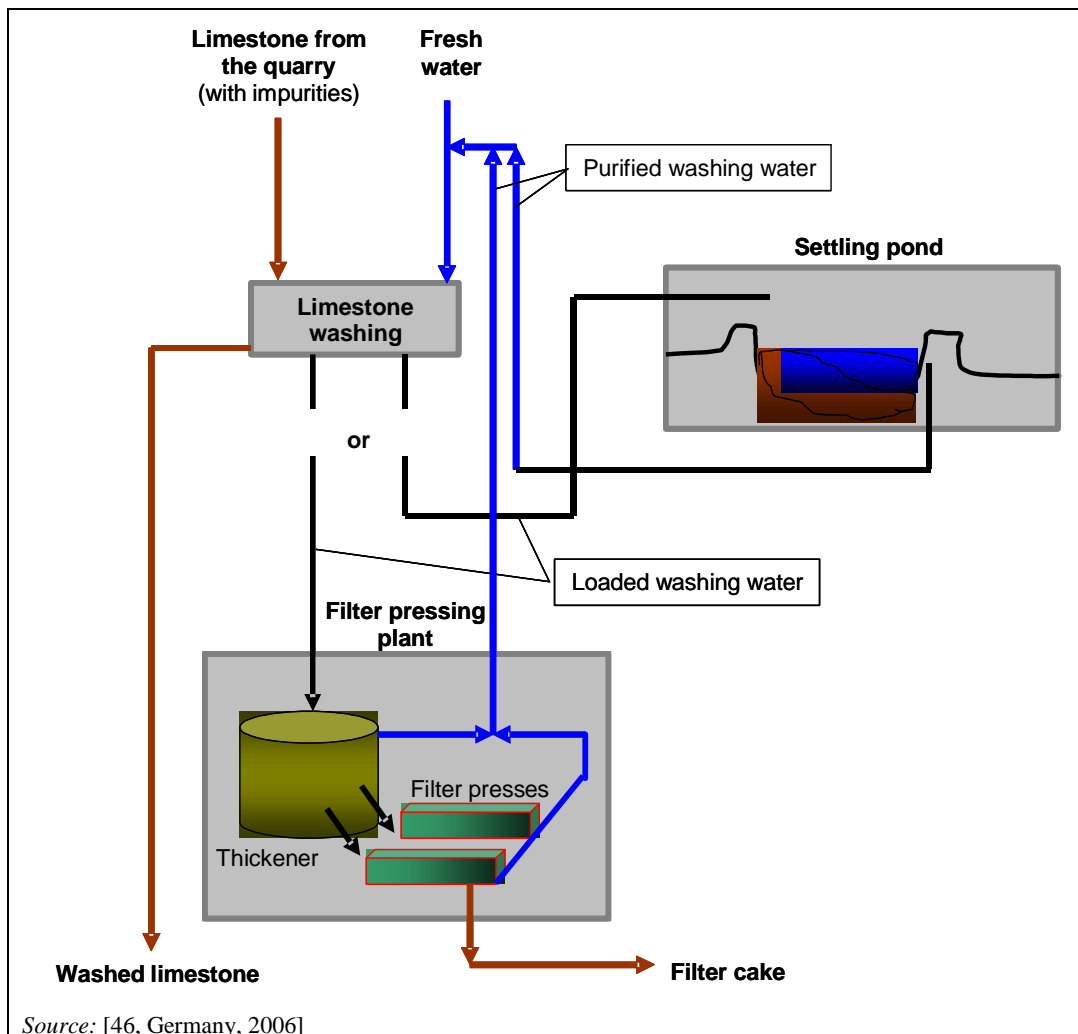 Limestone from
the quarry
(with impurities)
Fresh
water
Purified washing water
Settling pond
Limestone
washing
or
Loaded washing water
Filter pressing
plant
Filter presses
Thickener
Washed limestone
Filter cake
Source: [46, Germany, 2006]